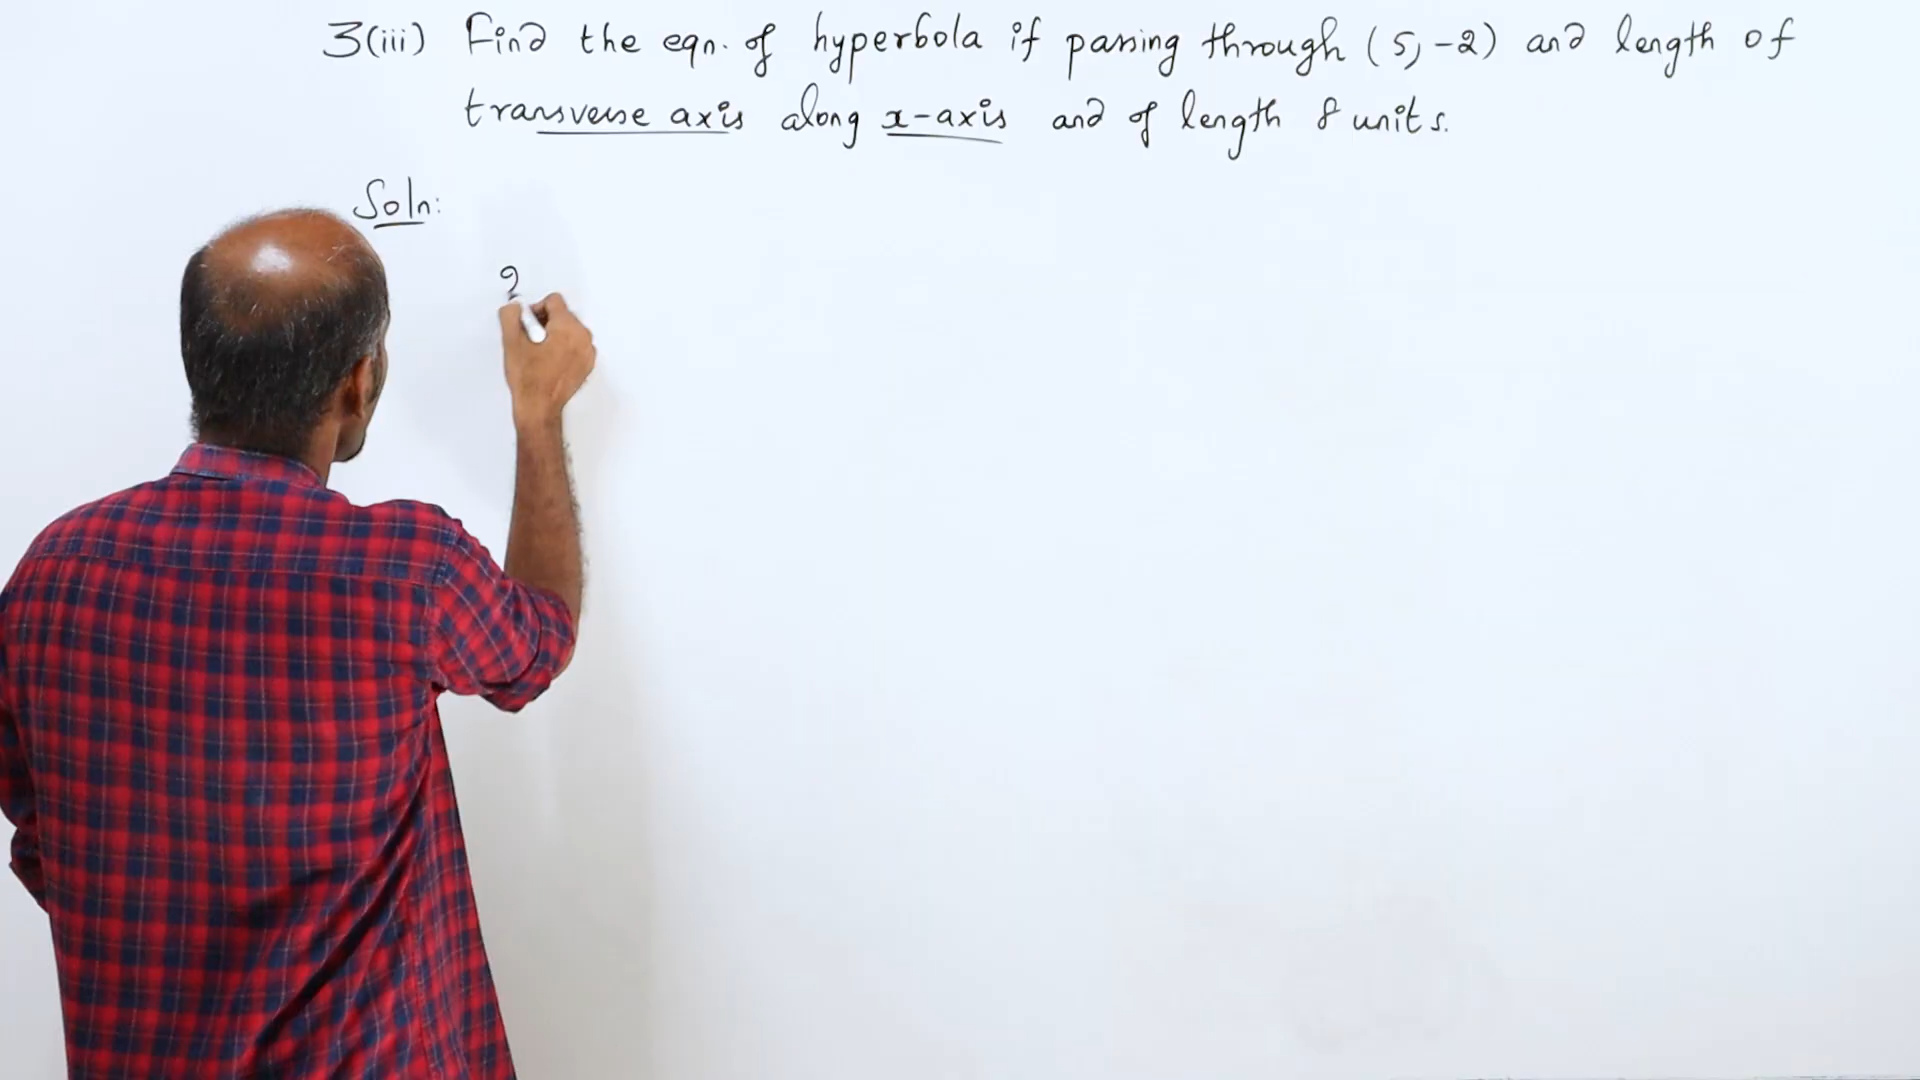 3(iii) Find the eqn. of hyperbola if passing through (5, -2) and length of
transverse axis along x-axis and of length 8 units.
Soln:
2